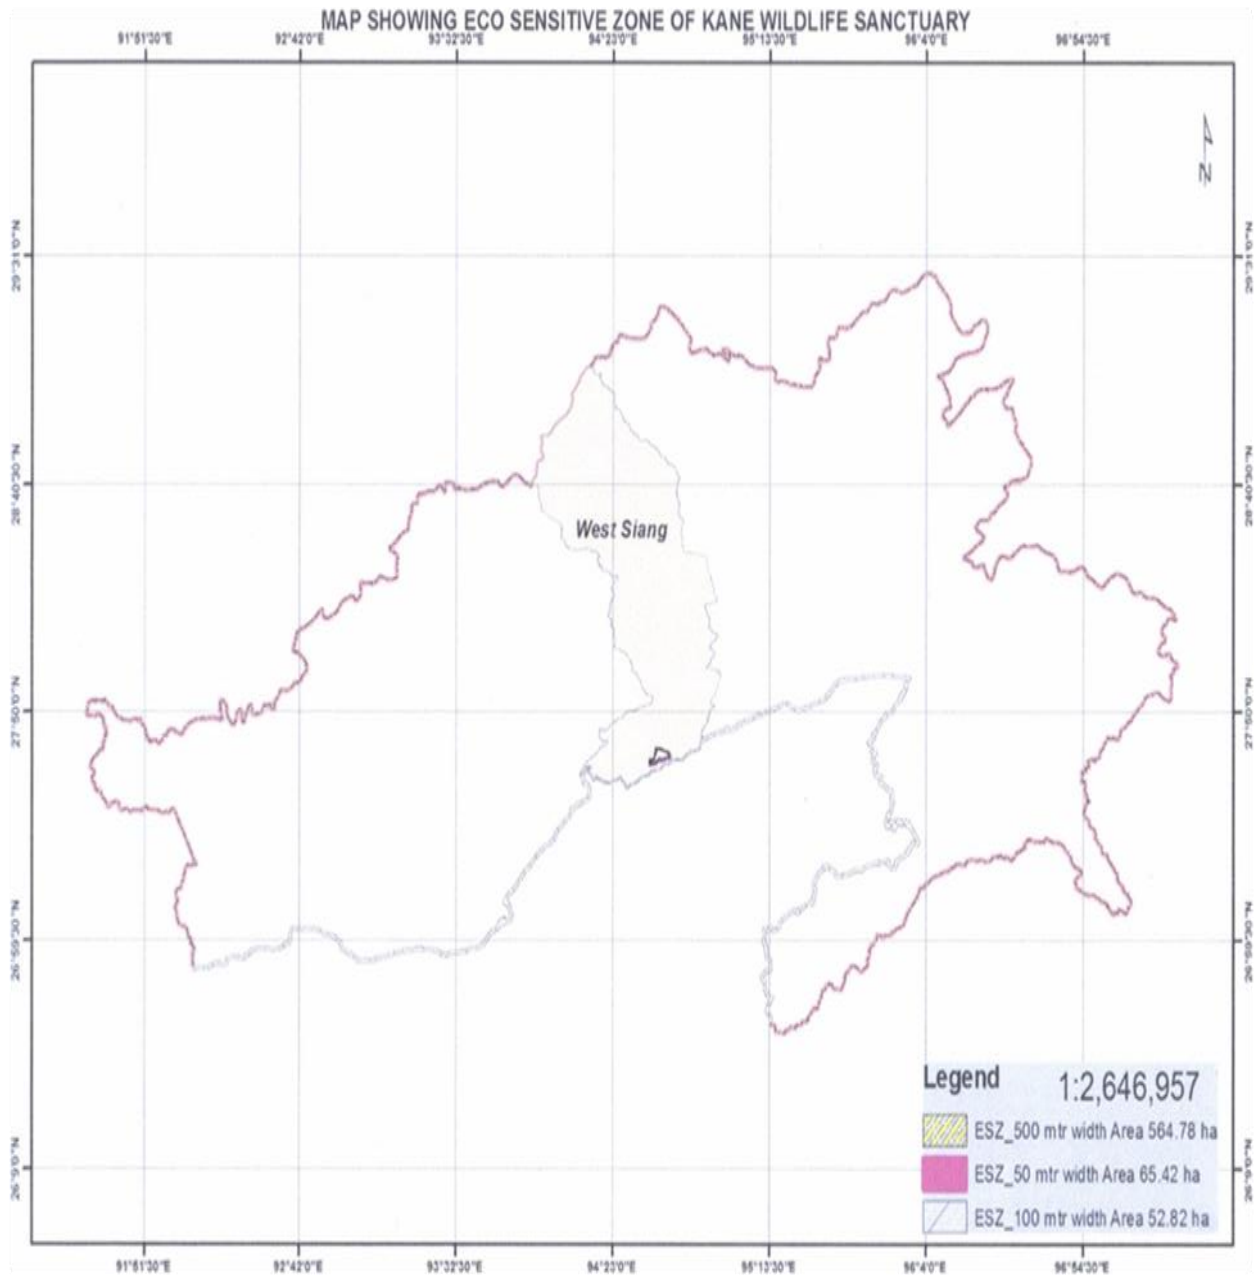 MAP SHOWING ECO SENSITIVE ZONE OF KANE WILDLIFE SANCTUARY
91°51'30"E 92°42'0"E 93°32'30"E 94°23'0"E 95°13'30"E 96°4'0"E 96°54'30"E
N
29°31'0"N 29°31'0"N
28°40'30"N 28°40'30"N
West Siang
27°50'0"N 27°50'0"N
26°59'30"N 26°59'30"N
Legend 1:2,646,957
ESZ_500 mtr width Area 564.78 ha
26°9'0"N 26°9'0"N
ESZ_50 mtr width Area 65.42 ha
ESZ_100 mtr width Area 52.82 ha
91°51'30"E 92°42'0"E 93°32'30"E 94°23'0"E 95°13'30"E 96°4'0"E 96°54'30"E